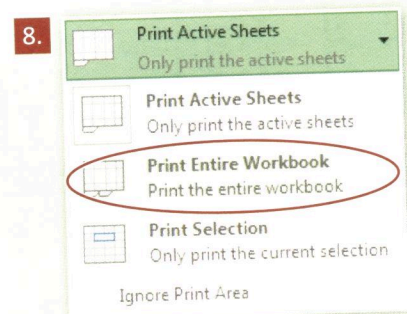 8.
Print Active Sheets
Only print the active sheets
Print Active Sheets
Only print the active sheets
Print Entire Workbook
Print the entire workbook
Print Selection
Only print the current selection
Ignore Print Area